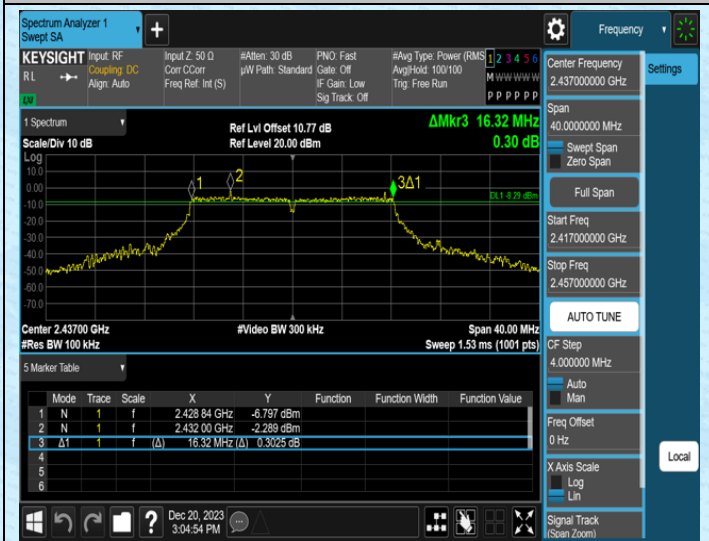 Spectrum Analyzer 1
Swept SA
+
Frequency
KEYSIGHT Input: RF Input Z: 50 Ω #Atten: 30 dB PNO: Fast #Avg Type: Power (RMS 1 2 3 4 5 6
RL Coupling: DC Corr CCorr µW Path: Standard Gate: Off Avg|Hold: 100/100 M W W W W W
Align: Auto Freq Ref: Int (S) IF Gain: Low Trig: Free Run
Sig Track: Off P P P P P P
LXI
1 Spectrum
Scale/Div 10 dB
Ref Lvl Offset 10.77 dB
Ref Level 20.00 dBm
ΔMkr3 16.32 MHz
0.30 dB
Log
10.0
0.00
-10.0
-20.0
-30.0
-40.0
-50.0
-60.0
-70.0
1
2
3Δ1
DL1 -8.29 dBm
Center 2.43700 GHz #Video BW 300 kHz Span 40.00 MHz
#Res BW 100 kHz Sweep 1.53 ms (1001 pts)
5 Marker Table
Mode Trace Scale X Y Function Function Width Function Value
1 N 1 f 2.428 84 GHz -6.797 dBm
2 N 1 f 2.432 00 GHz -2.289 dBm
3 Δ1 1 f (Δ) 16.32 MHz (Δ) 0.3025 dB
4
5
6
Dec 20, 2023
3:04:54 PM
Center Frequency
2.437000000 GHz
Settings
Span
40.0000000 MHz
Swept Span
Zero Span
Full Span
Start Freq
2.417000000 GHz
Stop Freq
2.457000000 GHz
AUTO TUNE
CF Step
4.000000 MHz
Auto
Man
Freq Offset
0 Hz
X Axis Scale
Log
Lin
Local
Signal Track
(Span Zoom)